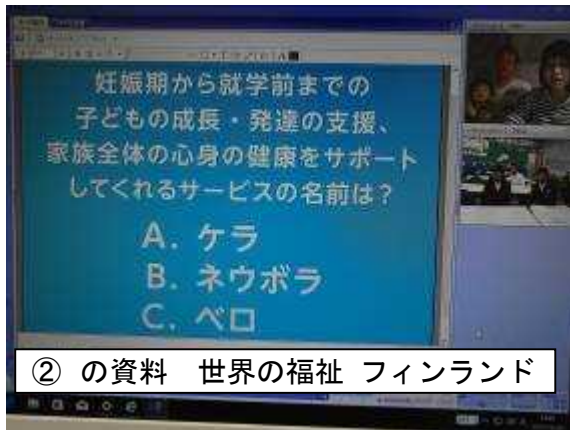 妊娠期から就学前までの
子どもの成長・発達の支援、
家族全体の心身の健康をサポート
してくれるサービスの名前は？
A. ケラ
B. ネウボラ
C. ベロ
② の資料　世界の福祉 フィンランド